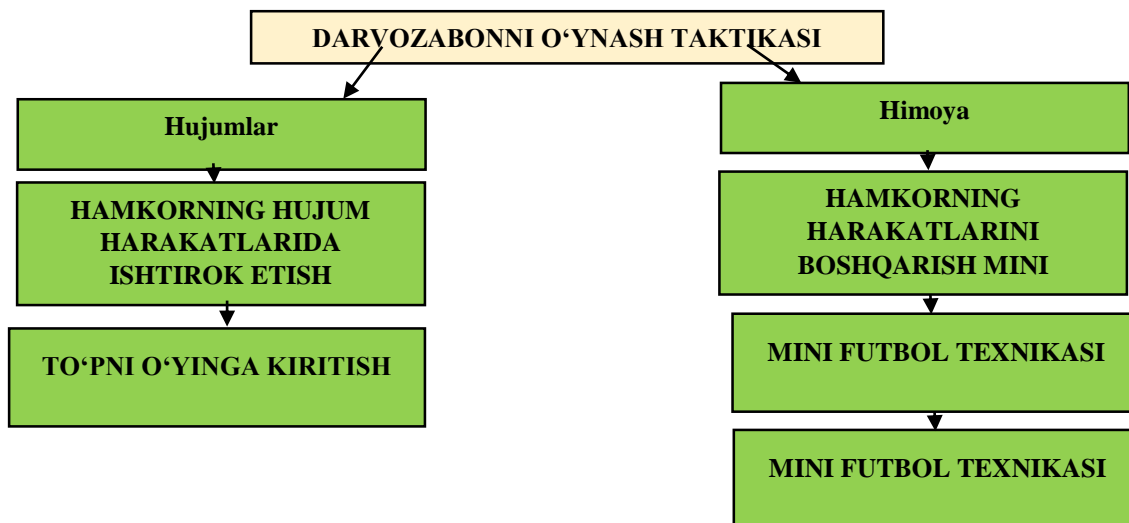 DARVOZABONNI O‘YNASH TAKTIKASI
Hujumlar
HAMKORNING HUJUM
HARAKATLARIDA
ISHTIROK ETISH
TO‘PNI O‘YINGA KIRITISH
Himoya
HAMKORNING
HARAKATLARINI
BOSHQARISH MINI
MINI FUTBOL TEXNIKASI
MINI FUTBOL TEXNIKASI